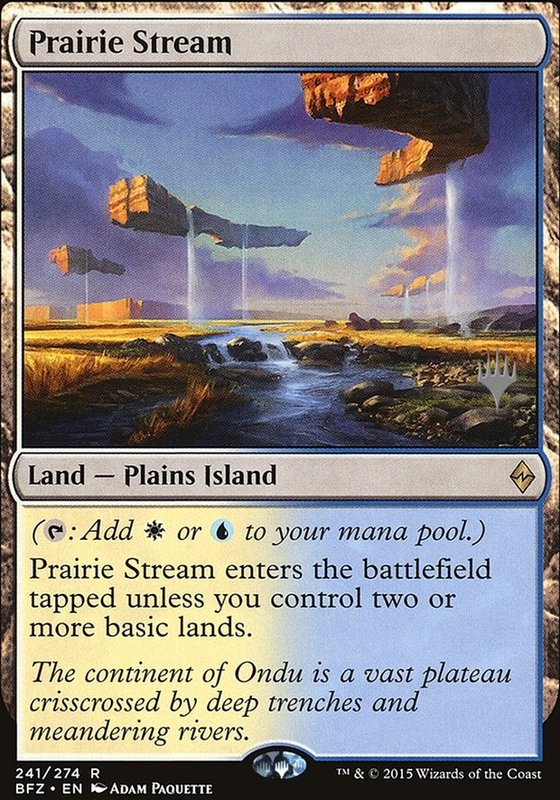 Prairie Stream
Land — Plains Island
(: Add or to your mana pool.)
Prairie Stream enters the battlefield
tapped unless you control two or
more basic lands.
The continent of Ondu is a vast plateau
crisscrossed by deep trenches and
meandering rivers.
241/274 R
BFZ • EN Adam Paquette
™ & © 2015 Wizards of the Coast